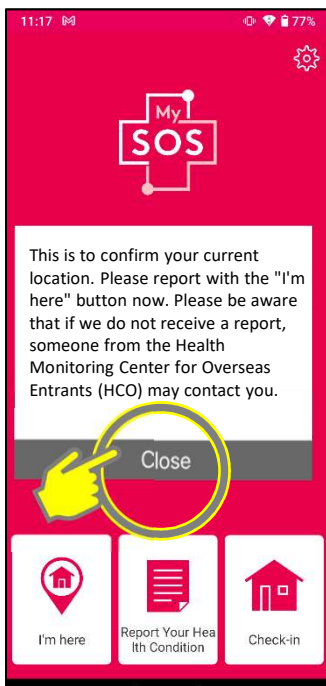 11:17 77%
My
SOS
This is to confirm your current
location. Please report with the "I'm
here" button now. Please be aware
that if we do not receive a report,
someone from the Health
Monitoring Center for Overseas
Entrants (HCO) may contact you.
Close
I'm here
Report Your Hea
lth Condition
Check-in